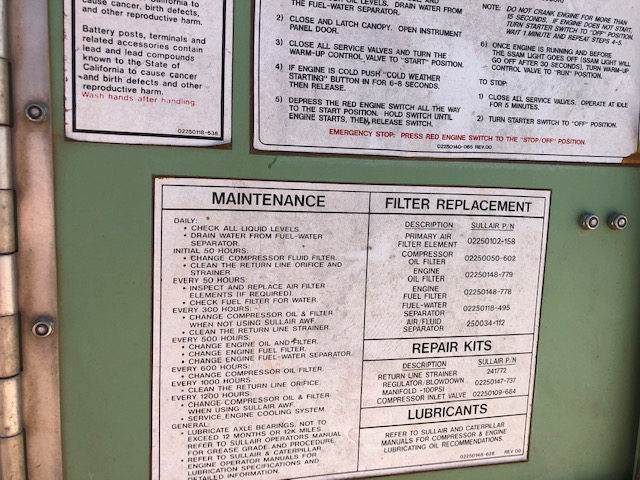 California to
cause cancer, birth defects,
and other reproductive harm.
Battery posts, terminals and
related accessories contain
lead and lead compounds
known to the State of
California to cause cancer
and birth defects and other
reproductive harm.
Wash hands after handling.
02250118-638
LEVELS. DRAIN WATER FROM
THE FUEL-WATER SEPARATOR.
2) CLOSE AND LATCH CANOPY. OPEN INSTRUMENT
PANEL DOOR.
3) CLOSE ALL SERVICE VALVES AND TURN THE
WARM-UP CONTROL VALVE TO "START" POSITION.
4) IF ENGINE IS COLD PUSH "COLD WEATHER
STARTING" BUTTON IN FOR 6-8 SECONDS.
THEN RELEASE.
5) DEPRESS THE RED ENGINE SWITCH ALL THE WAY
TO THE START POSITION. HOLD SWITCH UNTIL
ENGINE STARTS, THEN RELEASE SWITCH.
NOTE: DO NOT CRANK ENGINE FOR MORE THAN
15 SECONDS. IF ENGINE DOES NOT START,
TURN STARTER SWITCH TO "OFF" POSITION,
WAIT 1 MINUTE AND REPEAT STEPS 4-5.
6) ONCE ENGINE IS RUNNING AND BEFORE
THE SSAM LIGHT GOES OFF (SSAM LIGHT WILL
GO OFF AFTER 30 SECONDS), TURN WARM-UP
CONTROL VALVE TO "RUN" POSITION.
TO STOP
1) CLOSE ALL SERVICE VALVES, OPERATE AT IDLE
FOR 5 MINUTES.
2) TURN STARTER SWITCH TO "OFF" POSITION.
EMERGENCY STOP: PRESS RED ENGINE SWITCH TO THE "STOP/OFF" POSITION.
02250140-065 REV.00
MAINTENANCE
DAILY:
• CHECK ALL LIQUID LEVELS
• DRAIN WATER FROM FUEL-WATER
SEPARATOR.
INITIAL 50 HOURS:
• CHANGE COMPRESSOR FLUID FILTER.
• CLEAN THE RETURN LINE ORIFICE AND
STRAINER.
EVERY 50 HOURS:
• INSPECT AND REPLACE AIR FILTER
ELEMENTS (IF REQUIRED).
• CHECK FUEL FILTER FOR WATER.
EVERY 300 HOURS:
• CHANGE COMPRESSOR OIL & FILTER
WHEN NOT USING SULLAIR AWF.
• CLEAN THE RETURN LINE STRAINER.
EVERY 500 HOURS:
• CHANGE ENGINE OIL AND FILTER.
• CHANGE ENGINE FUEL FILTER.
• CHANGE ENGINE FUEL-WATER SEPARATOR.
EVERY 600 HOURS:
• CHANGE COMPRESSOR OIL FILTER
EVERY 1000 HOURS:
• CLEAN THE RETURN LINE ORIFICE.
EVERY 1200 HOURS:
• CHANGE COMPRESSOR OIL & FILTER
WHEN USING SULLAIR AWF.
• SERVICE ENGINE COOLING SYSTEM.
GENERAL:
• LUBRICATE AXLE BEARINGS, NOT TO
EXCEED 12 MONTHS OR 12K MILES.
REFER TO SULLAIR OPERATORS MANUAL
FOR GREASE GRADE AND PROCEDURE.
• REFER TO SULLAIR & CATERPILLAR
ENGINE OPERATOR MANUALS FOR
LUBRICATION SPECIFICATIONS AND
DETAILED INFORMATION.
FILTER REPLACEMENT
DESCRIPTION SULLAIR P/N
PRIMARY AIR
FILTER ELEMENT 02250102-158
COMPRESSOR
OIL FILTER 02250050-602
ENGINE
OIL FILTER 02250148-779
ENGINE
FUEL FILTER 02250148-778
FUEL-WATER
SEPARATOR 02250118-495
AIR/FLUID
SEPARATOR 250034-112
REPAIR KITS
DESCRIPTION SULLAIR P/N
RETURN LINE STRAINER 241772
REGULATOR/BLOWDOWN 02250147-737
MANIFOLD -100PSI
COMPRESSOR INLET VALVE 02250109-684
LUBRICANTS
REFER TO SULLAIR AND CATERPILLAR
MANUALS FOR COMPRESSOR & ENGINE
LUBRICATING OIL RECOMMENDATIONS.
02250148-628 REV 00